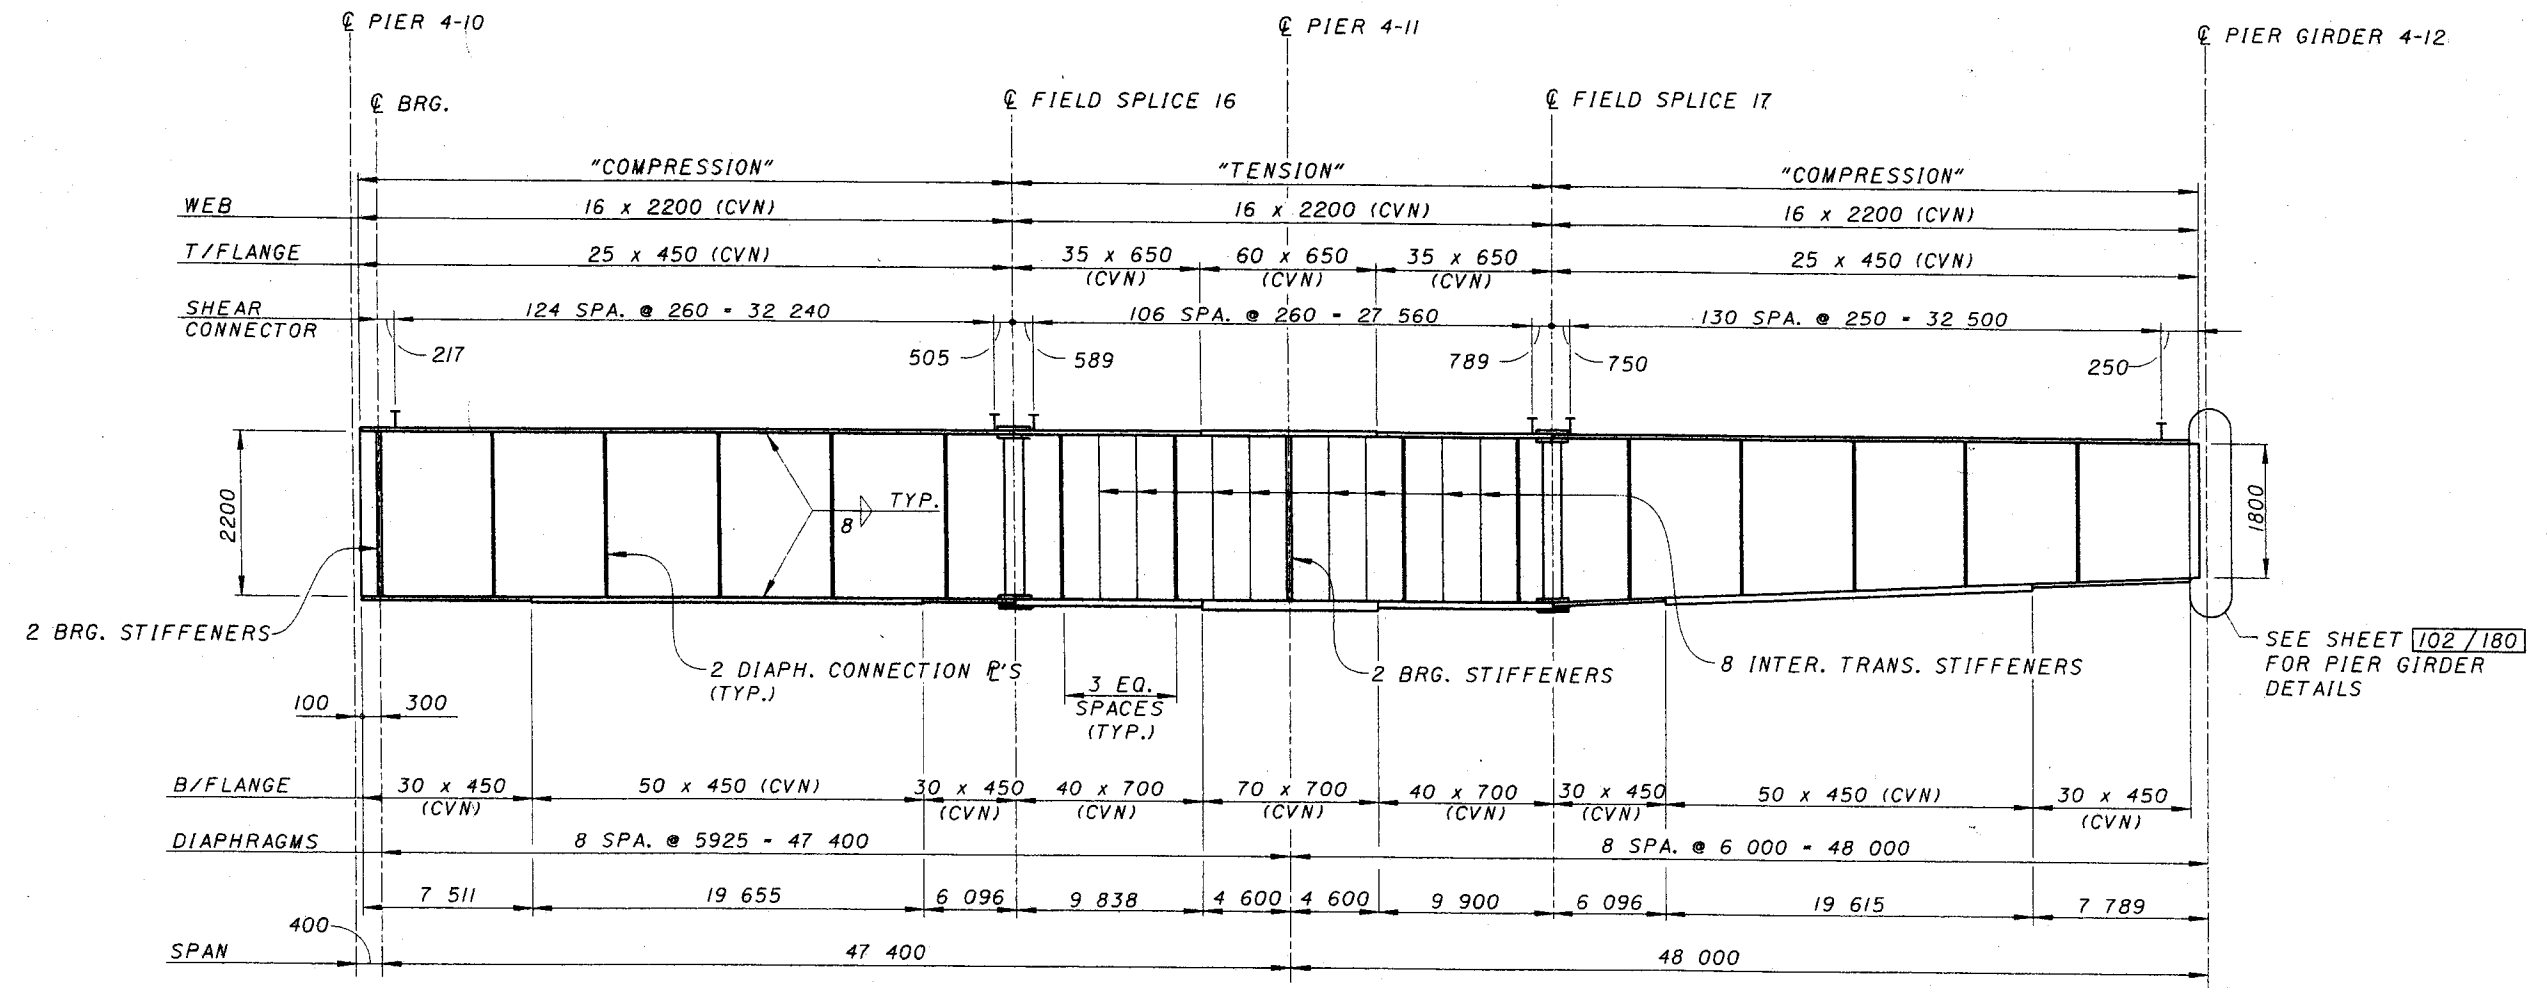 ℄ PIER 4-10
℄ PIER 4-11
℄ PIER GIRDER 4-12
℄ BRG.
℄ FIELD SPLICE 16
℄ FIELD SPLICE 17
"COMPRESSION"
"TENSION"
"COMPRESSION"
WEB
16 x 2200 (CVN)
16 x 2200 (CVN)
16 x 2200 (CVN)
T/FLANGE
25 x 450 (CVN)
35 x 650
(CVN)
60 x 650
(CVN)
35 x 650
(CVN)
25 x 450 (CVN)
SHEAR
CONNECTOR
124 SPA. @ 260 = 32 240
106 SPA. @ 260 = 27 560
130 SPA. @ 250 = 32 500
217
505
589
789
750
250
2200
8
TYP.
1800
2 BRG. STIFFENERS
2 DIAPH. CONNECTION ℄'S
(TYP.)
3 EQ.
SPACES
(TYP.)
2 BRG. STIFFENERS
8 INTER. TRANS. STIFFENERS
SEE SHEET 102/180
FOR PIER GIRDER
DETAILS
100
300
B/FLANGE
30 x 450
(CVN)
50 x 450 (CVN)
30 x 450
(CVN)
40 x 700
(CVN)
70 x 700
(CVN)
40 x 700
(CVN)
30 x 450
(CVN)
50 x 450 (CVN)
30 x 450
(CVN)
DIAPHRAGMS
8 SPA. @ 5925 = 47 400
8 SPA. @ 6 000 = 48 000
7 511
19 655
6 096
9 838
4 600
4 600
9 900
6 096
19 615
7 789
400
SPAN
47 400
48 000